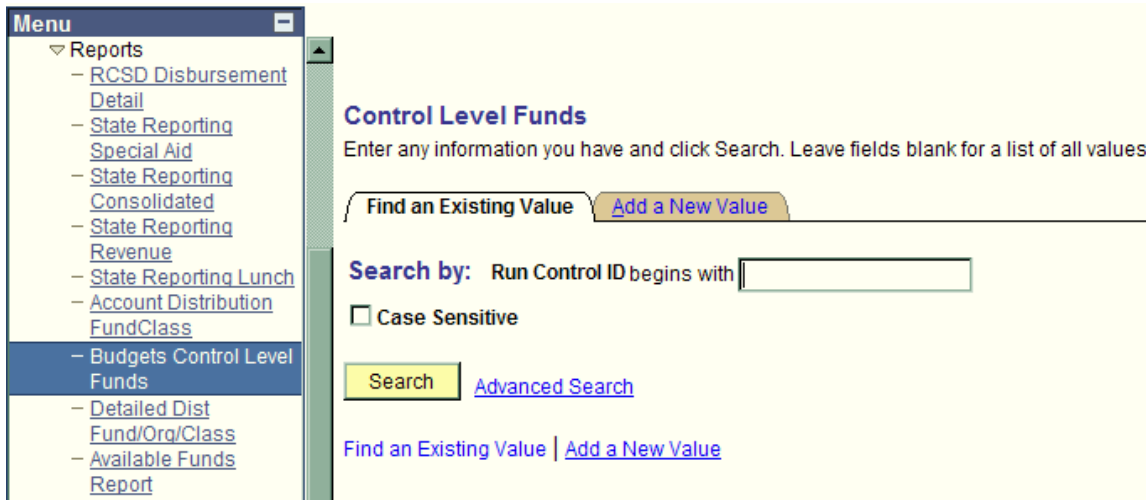 Menu
Reports
– RCSD Disbursement
Detail
– State Reporting
Special Aid
– State Reporting
Consolidated
– State Reporting
Revenue
– State Reporting Lunch
– Account Distribution
FundClass
– Budgets Control Level
Funds
– Detailed Dist
Fund/Org/Class
– Available Funds
Report
Control Level Funds
Enter any information you have and click Search. Leave fields blank for a list of all values
Find an Existing Value Add a New Value
Search by: Run Control ID begins with
Case Sensitive
Search Advanced Search
Find an Existing Value | Add a New Value